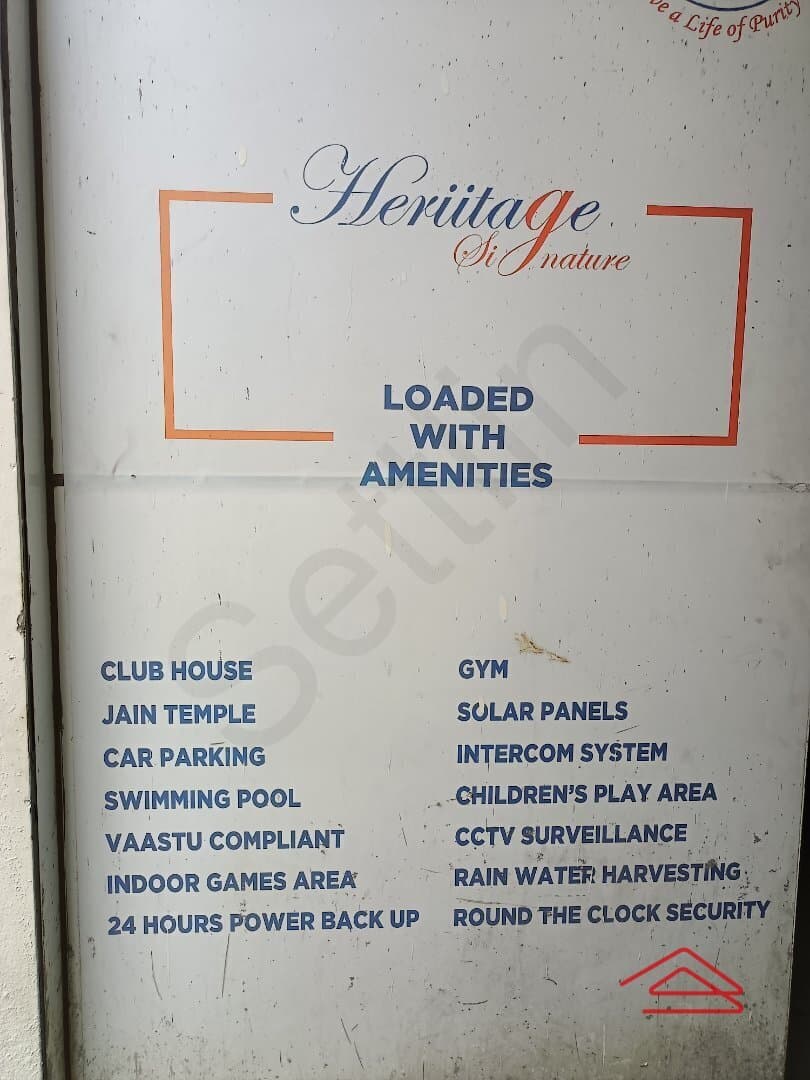 e a Life of Purity
Heriitage
Signature
LOADED
WITH
AMENITIES
Settlin
CLUB HOUSE
GYM
JAIN TEMPLE
SOLAR PANELS
CAR PARKING
INTERCOM SYSTEM
SWIMMING POOL
CHILDREN'S PLAY AREA
VAASTU COMPLIANT
CCTV SURVEILLANCE
INDOOR GAMES AREA
RAIN WATER HARVESTING
24 HOURS POWER BACK UP
ROUND THE CLOCK SECURITY